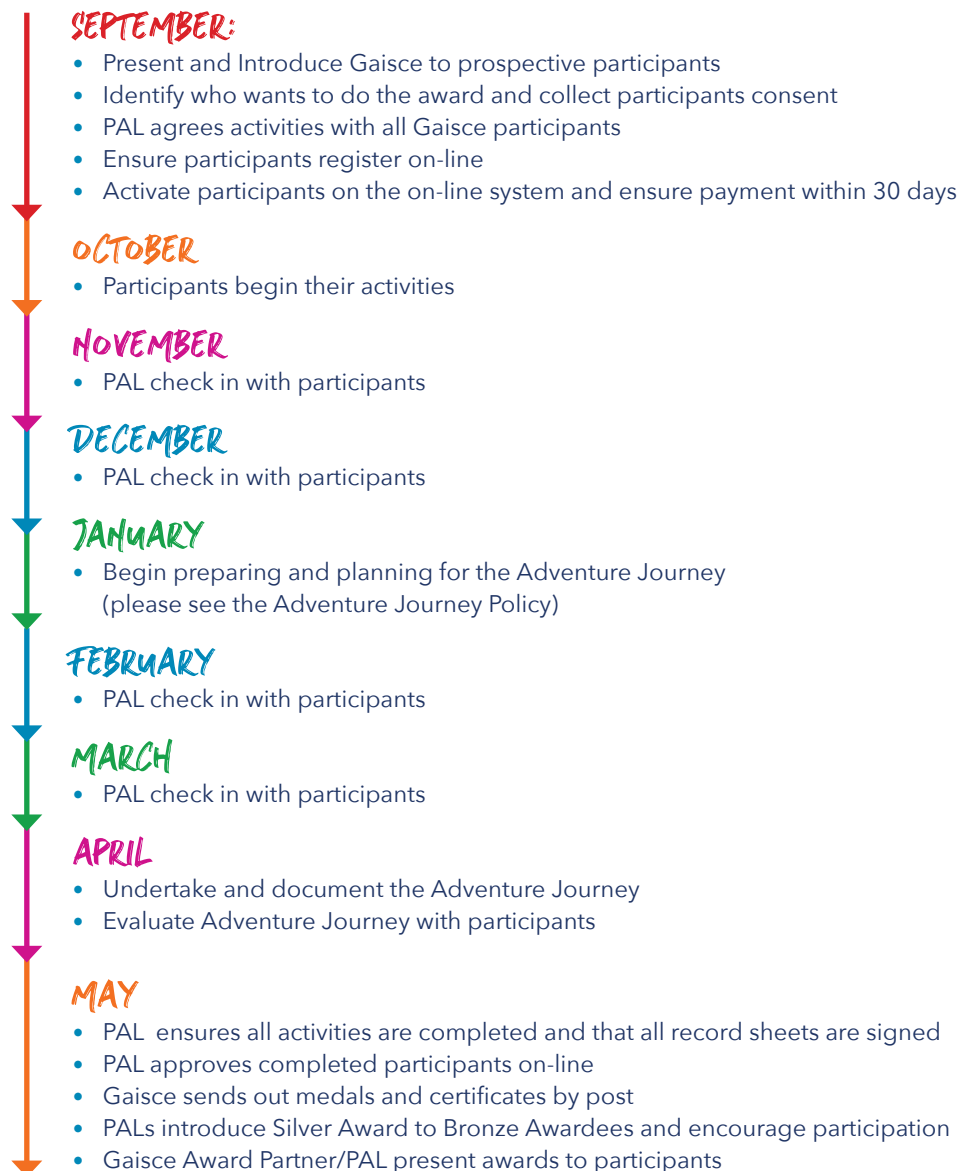 SEPTEMBER:
• Present and Introduce Gaisce to prospective participants
• Identify who wants to do the award and collect participants consent
• PAL agrees activities with all Gaisce participants
• Ensure participants register on-line
• Activate participants on the on-line system and ensure payment within 30 days
OCTOBER
• Participants begin their activities
NOVEMBER
• PAL check in with participants
DECEMBER
• PAL check in with participants
JANUARY
• Begin preparing and planning for the Adventure Journey
(please see the Adventure Journey Policy)
FEBRUARY
• PAL check in with participants
MARCH
• PAL check in with participants
APRIL
• Undertake and document the Adventure Journey
• Evaluate Adventure Journey with participants
MAY
• PAL ensures all activities are completed and that all record sheets are signed
• PAL approves completed participants on-line
• Gaisce sends out medals and certificates by post
• PALs introduce Silver Award to Bronze Awardees and encourage participation
• Gaisce Award Partner/PAL present awards to participants